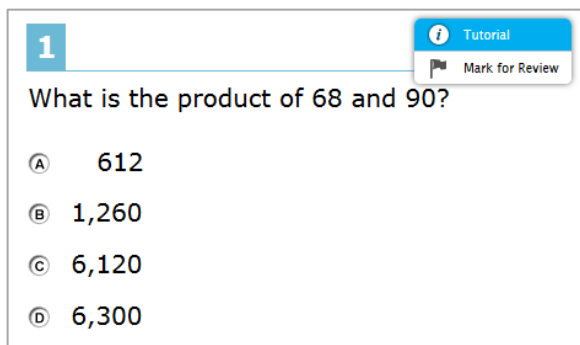 1
Tutorial
Mark for Review
What is the product of 68 and 90?
A 612
B 1,260
C 6,120
D 6,300